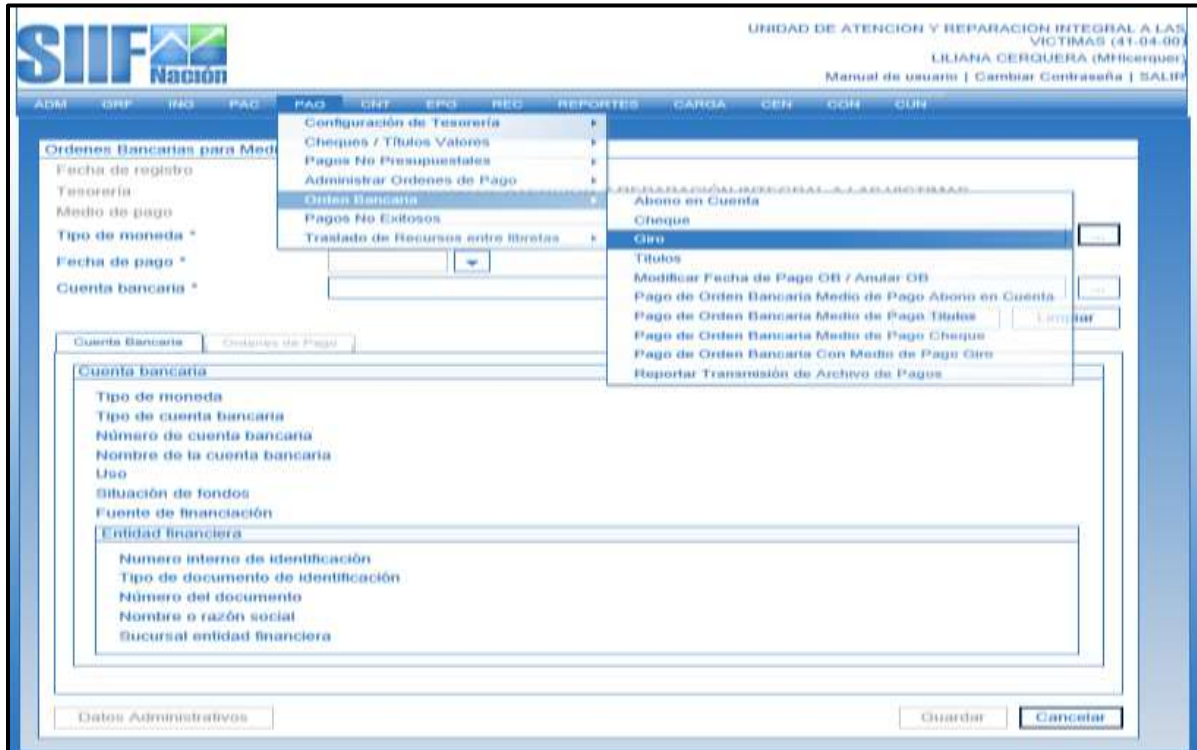 SIIF
Nación
UNIDAD DE ATENCION Y REPARACION INTEGRAL A LAS
VICTIMAS (41-04-00)
LILIANA CERQUERA (MHlcerquer)
Manual de usuario | Cambiar Contraseña | SALIR
ADM GRF ING PAC PAG CNT EPG REC REPORTES CARGA CEN CON CUN
Configuración de Tesorería
Cheques / Títulos Valores
Pagos No Presupuestales
Administrar Ordenes de Pago
Orden Bancaria
Pagos No Exitosos
Traslado de Recursos entre libretas
Abono en Cuenta
Cheque
Giro
Titulos
Modificar Fecha de Pago OB / Anular OB
Pago de Orden Bancaria Medio de Pago Abono en Cuenta
Pago de Orden Bancaria Medio de Pago Titulos
Pago de Orden Bancaria Medio de Pago Cheque
Pago de Orden Bancaria Con Medio de Pago Giro
Reportar Transmisión de Archivo de Pagos
Ordenes Bancarias para Medi
Fecha de registro
Tesorería
REPARACIÓN INTEGRAL A LAS VICTIMAS
Medio de pago
Tipo de moneda *
...
Fecha de pago *
Cuenta bancaria *
...
Limpiar
Cuenta Bancaria
Ordenes de Pago
Cuenta bancaria
Tipo de moneda
Tipo de cuenta bancaria
Número de cuenta bancaria
Nombre de la cuenta bancaria
Uso
Situación de fondos
Fuente de financiación
Entidad financiera
Numero interno de identificación
Tipo de documento de identificación
Número del documento
Nombre o razón social
Sucursal entidad financiera
Datos Administrativos
Guardar
Cancelar